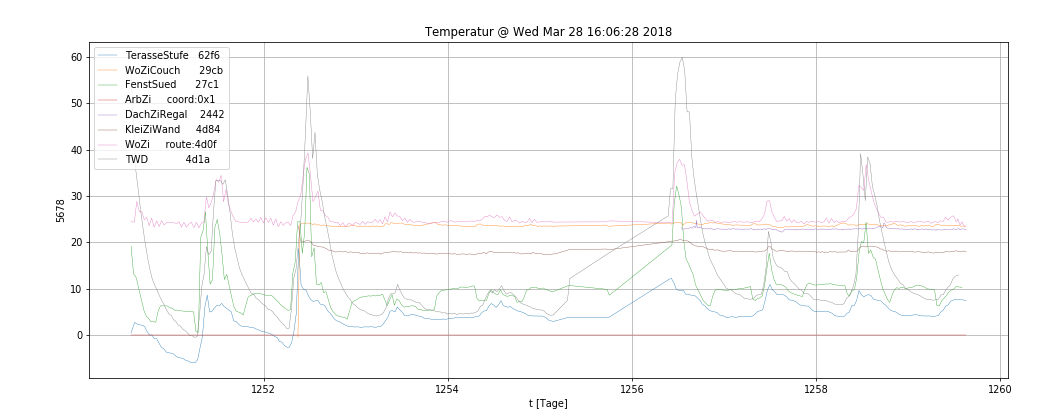 Temperatur @ Wed Mar 28 16:06:28 2018
60
50
40
30
20
10
0
5678
TerasseStufe 62f6
WoZiCouch 29cb
FenstSued 27c1
ArbZi coord:0x1
DachZiRegal 2442
KleiZiWand 4d84
WoZi route:4d0f
TWD 4d1a
1252 1254 1256 1258 1260
t [Tage]